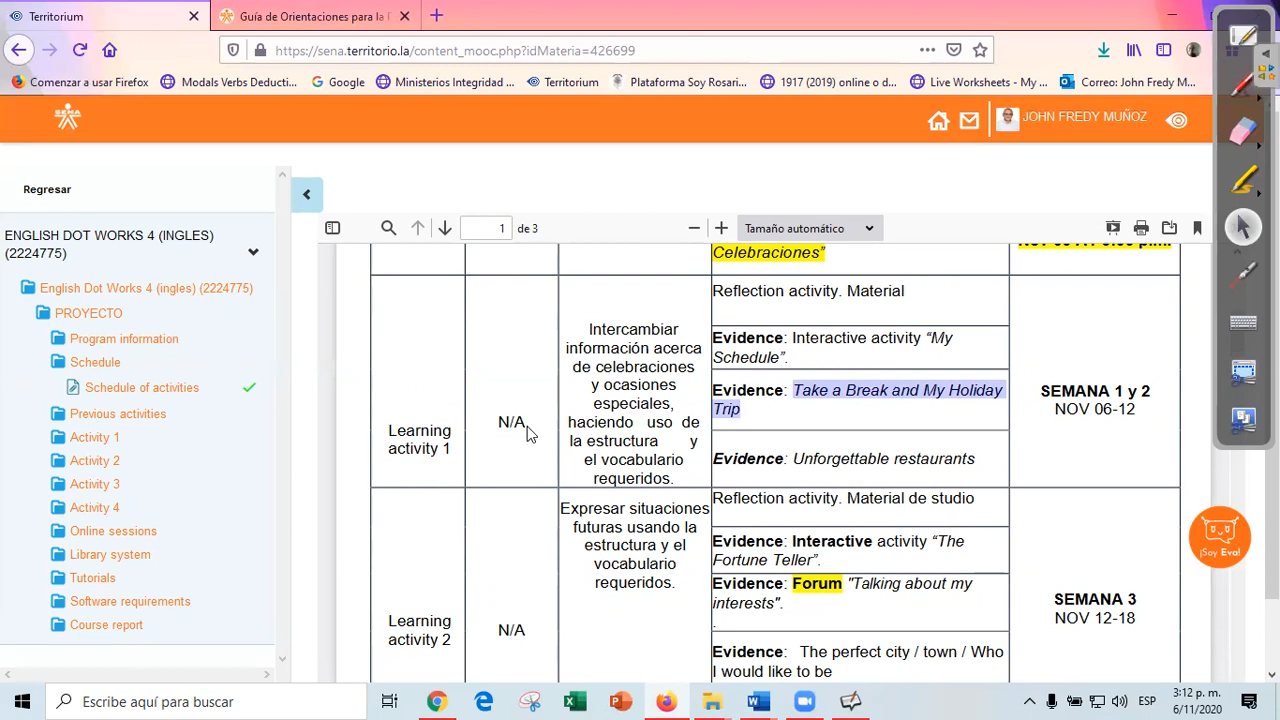 Territorium
Guía de Orientaciones para la
https://sena.territorio.la/content_mooc.php?idMateria=426699
Comenzar a usar Firefox
Modals Verbs Deducti...
Google
Ministerios Integridad ...
Territorium
Plataforma Soy Rosari...
1917 (2019) online o d...
Live Worksheets - My ...
Correo: John Fredy M...
SENA
JOHN FREDY MUÑOZ
Regresar
ENGLISH DOT WORKS 4 (INGLES)
(2224775)
English Dot Works 4 (ingles) (2224775)
PROYECTO
Program information
Schedule
Schedule of activities
Previous activities
Activity 1
Activity 2
Activity 3
Activity 4
Online sessions
Library system
Tutorials
Software requirements
Course report
1
de 3
Tamaño automático
Celebraciones”
Learning
activity 1
N/A
Intercambiar
información acerca
de celebraciones
y ocasiones
especiales,
haciendo uso de
la estructura y
el vocabulario
requeridos.
Reflection activity. Material
Evidence: Interactive activity “My
Schedule”.
Evidence: Take a Break and My Holiday
Trip
Evidence: Unforgettable restaurants
SEMANA 1 y 2
NOV 06-12
Learning
activity 2
N/A
Expresar situaciones
futuras usando la
estructura y el
vocabulario
requeridos.
Reflection activity. Material de studio
Evidence: Interactive activity “The
Fortune Teller”.
Evidence: Forum "Talking about my
interests".
.
Evidence: The perfect city / town / Who
I would like to be
SEMANA 3
NOV 12-18
¡Soy Eva!
Escribe aquí para buscar
ESP
3:12 p. m.
6/11/2020